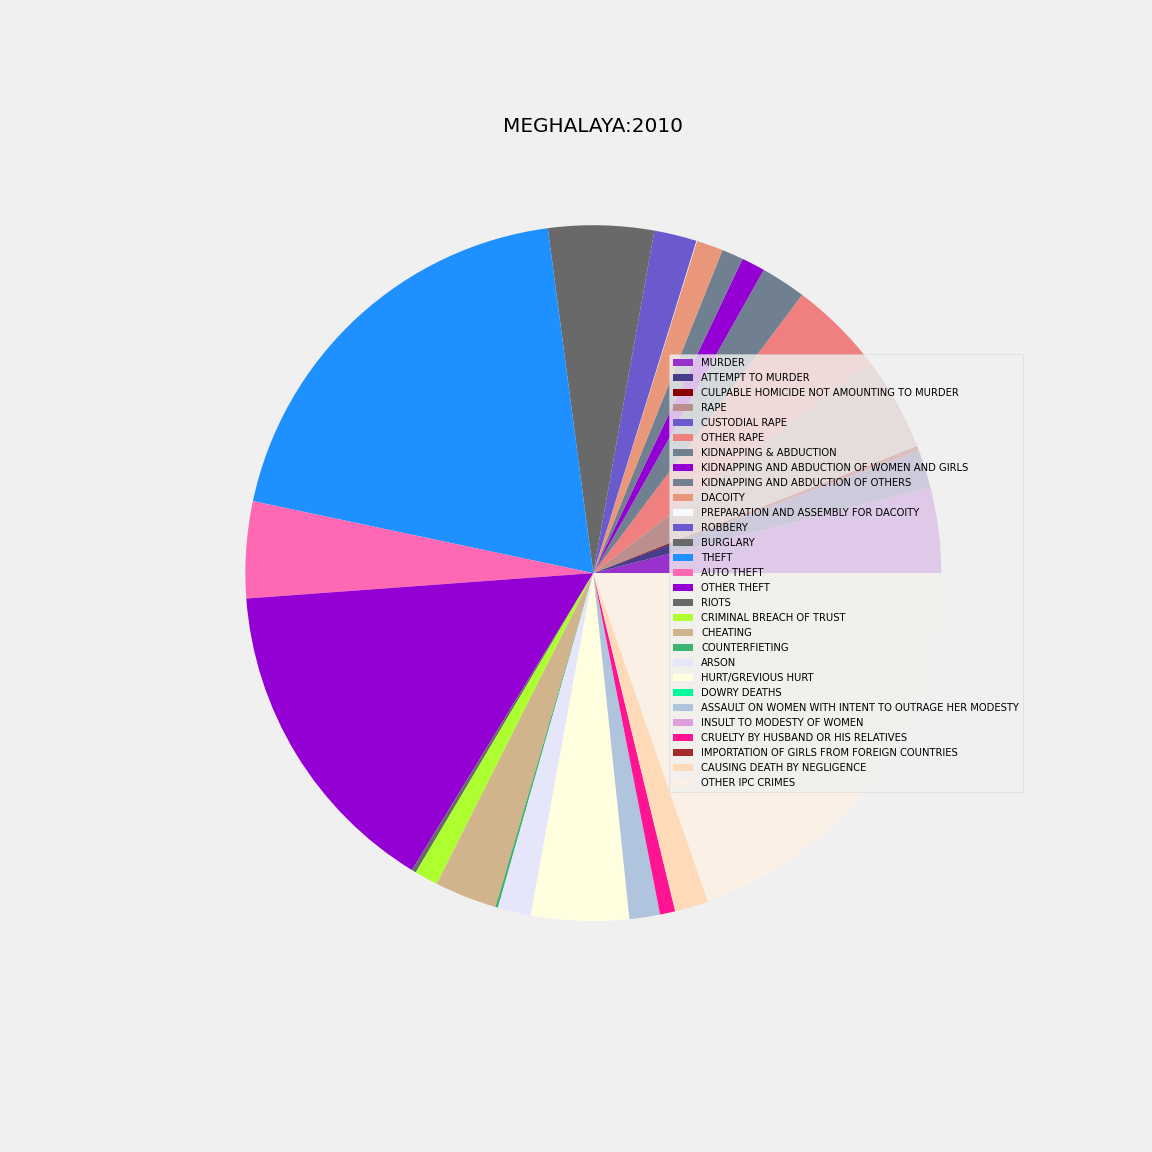 MEGHALAYA:2010
MURDER
ATTEMPT TO MURDER
CULPABLE HOMICIDE NOT AMOUNTING TO MURDER
RAPE
CUSTODIAL RAPE
OTHER RAPE
KIDNAPPING & ABDUCTION
KIDNAPPING AND ABDUCTION OF WOMEN AND GIRLS
KIDNAPPING AND ABDUCTION OF OTHERS
DACOITY
PREPARATION AND ASSEMBLY FOR DACOITY
ROBBERY
BURGLARY
THEFT
AUTO THEFT
OTHER THEFT
RIOTS
CRIMINAL BREACH OF TRUST
CHEATING
COUNTERFIETING
ARSON
HURT/GREVIOUS HURT
DOWRY DEATHS
ASSAULT ON WOMEN WITH INTENT TO OUTRAGE HER MODESTY
INSULT TO MODESTY OF WOMEN
CRUELTY BY HUSBAND OR HIS RELATIVES
IMPORTATION OF GIRLS FROM FOREIGN COUNTRIES
CAUSING DEATH BY NEGLIGENCE
OTHER IPC CRIMES